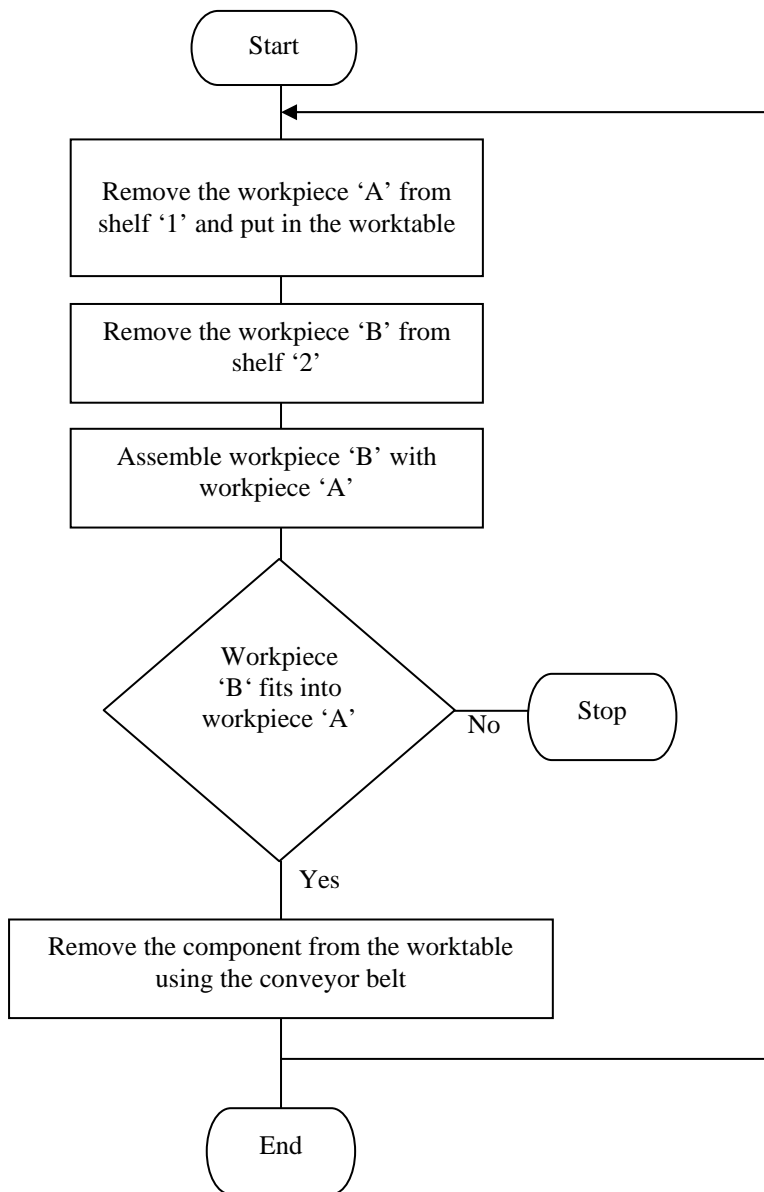 Start
Remove the workpiece ‘A’ from
shelf ‘1’ and put in the worktable
Remove the workpiece ‘B’ from
shelf ‘2’
Assemble workpiece ‘B’ with
workpiece ‘A’
Workpiece
‘B‘ fits into
workpiece ‘A’
No
Stop
Yes
Remove the component from the worktable
using the conveyor belt
End